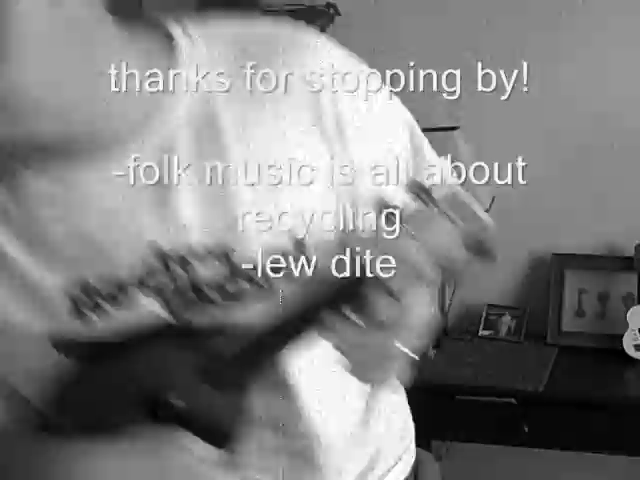 thanks for stopping by!
-folk music is all about
recycling
-lew dite